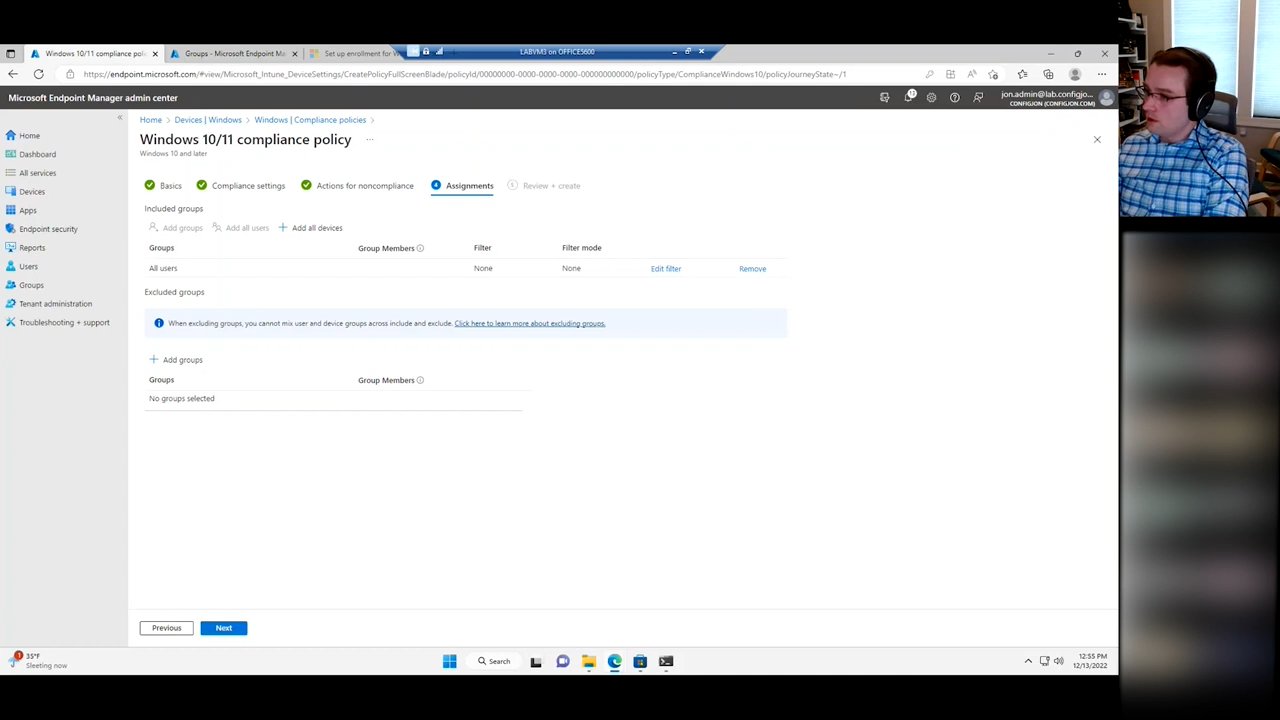 Windows 10/11 compliance poli
Groups - Microsoft Endpoint Ma
Set up enrollment for W
LABVM3 on OFFICE5600
https://endpoint.microsoft.com/#view/Microsoft_Intune_DeviceSettings/CreatePolicyFullScreenBlade/policyId/00000000-0000-0000-0000-000000000000/policyType/ComplianceWindows10/policyJourneyState~/1
Microsoft Endpoint Manager admin center
jon.admin@lab.configjo...
CONFIGJON (CONFIGJON.COM)
Home
Dashboard
All services
Devices
Apps
Endpoint security
Reports
Users
Groups
Tenant administration
Troubleshooting + support
Home > Devices | Windows > Windows | Compliance policies >
Windows 10/11 compliance policy ...
Windows 10 and later
Basics Compliance settings Actions for noncompliance 4 Assignments 5 Review + create
Included groups
Add groups Add all users + Add all devices
Groups Group Members Filter Filter mode
All users None None Edit filter Remove
Excluded groups
When excluding groups, you cannot mix user and device groups across include and exclude. Click here to learn more about excluding groups.
+ Add groups
Groups Group Members
No groups selected
Previous Next
1 35°F
Sleeting now
Search
12:55 PM
12/13/2022